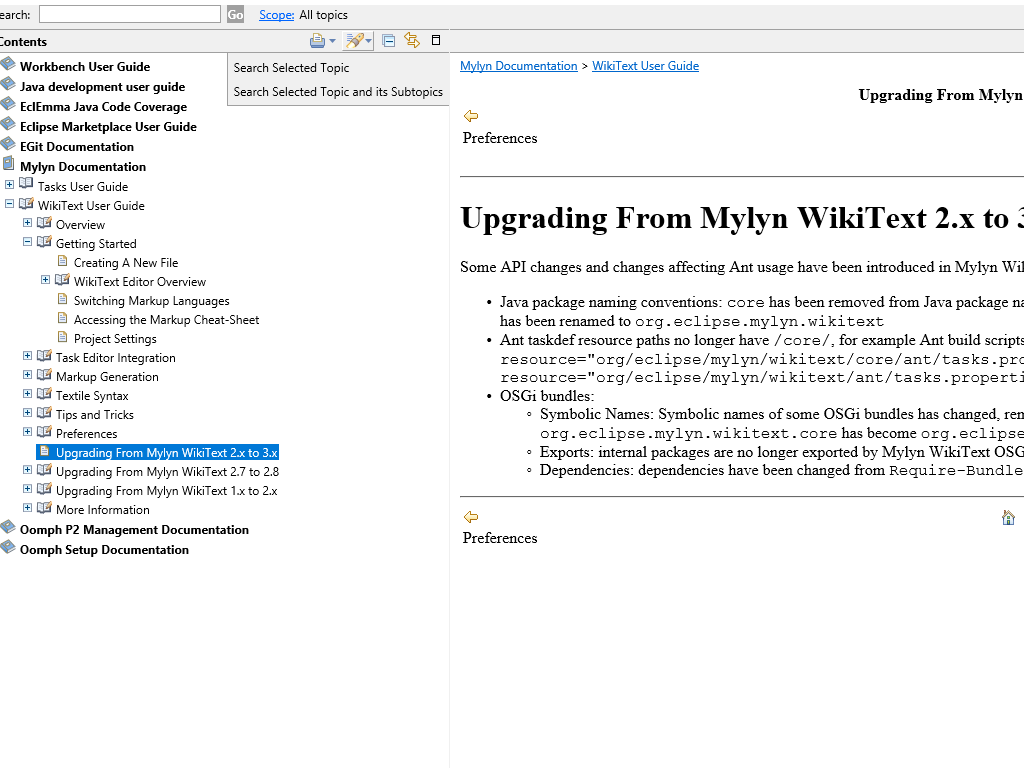 earch: Go Scope: All topics
Contents
Search Selected Topic
Search Selected Topic and its Subtopics
Workbench User Guide
Java development user guide
EclEmma Java Code Coverage
Eclipse Marketplace User Guide
EGit Documentation
Mylyn Documentation
Tasks User Guide
WikiText User Guide
Overview
Getting Started
Creating A New File
WikiText Editor Overview
Switching Markup Languages
Accessing the Markup Cheat-Sheet
Project Settings
Task Editor Integration
Markup Generation
Textile Syntax
Tips and Tricks
Preferences
Upgrading From Mylyn WikiText 2.x to 3.x
Upgrading From Mylyn WikiText 2.7 to 2.8
Upgrading From Mylyn WikiText 1.x to 2.x
More Information
Oomph P2 Management Documentation
Oomph Setup Documentation
Mylyn Documentation > WikiText User Guide
Upgrading From Mylyn
Preferences
Upgrading From Mylyn WikiText 2.x to 3
Some API changes and changes affecting Ant usage have been introduced in Mylyn Wi
• Java package naming conventions: core has been removed from Java package na
has been renamed to org.eclipse.mylyn.wikitext
• Ant taskdef resource paths no longer have /core/, for example Ant build scripts
resource="org/eclipse/mylyn/wikitext/core/ant/tasks.pro
resource="org/eclipse/mylyn/wikitext/ant/tasks.properti
• OSGi bundles:
◦ Symbolic Names: Symbolic names of some OSGi bundles has changed, ren
org.eclipse.mylyn.wikitext.core has become org.eclipse
◦ Exports: internal packages are no longer exported by Mylyn WikiText OSG
◦ Dependencies: dependencies have been changed from Require-Bundle
Preferences